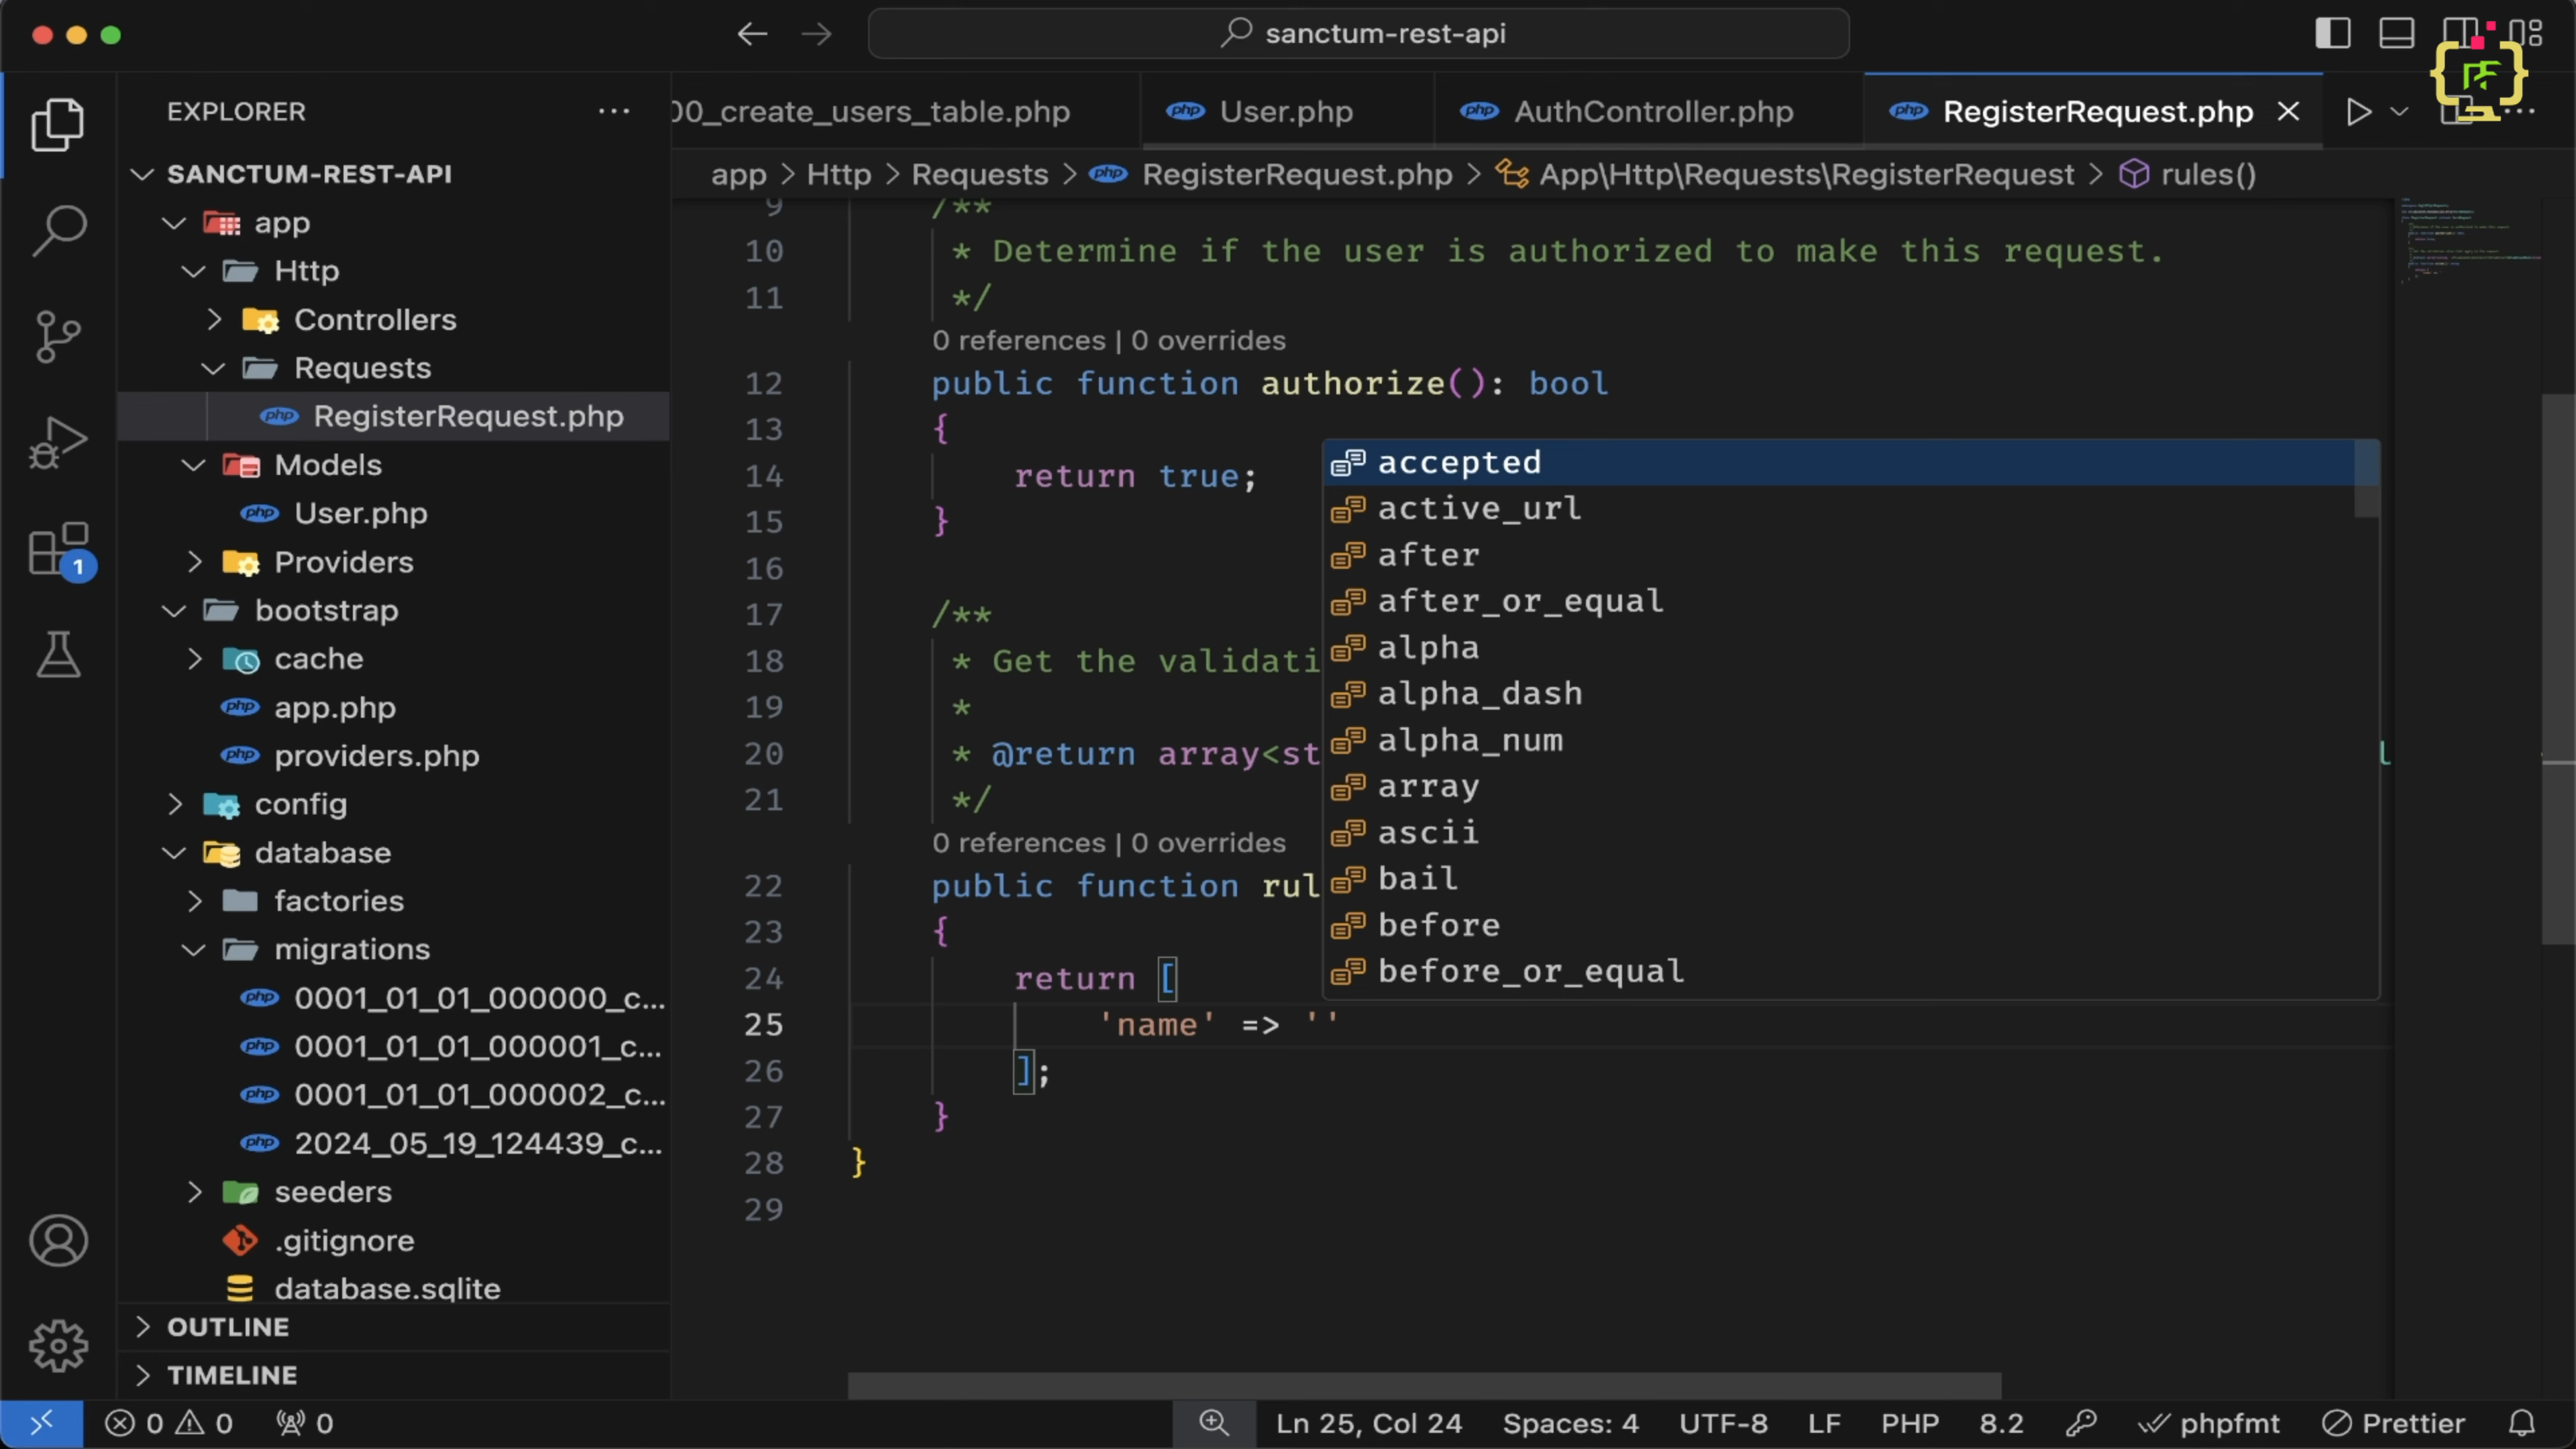 sanctum-rest-api
EXPLORER
SANCTUM-REST-API
app
Http
Controllers
Requests
RegisterRequest.php
Models
User.php
Providers
bootstrap
cache
app.php
providers.php
config
database
factories
migrations
0001_01_01_000000_c...
0001_01_01_000001_c...
0001_01_01_000002_c...
2024_05_19_124439_c...
seeders
.gitignore
database.sqlite
OUTLINE
TIMELINE
00_create_users_table.php
User.php
AuthController.php
RegisterRequest.php
app > Http > Requests > RegisterRequest.php > App\Http\Requests\RegisterRequest > rules()
9 /**
10 * Determine if the user is authorized to make this request.
11 */
0 references | 0 overrides
12 public function authorize(): bool
13 {
14 return true;
15 }
16
17 /**
18 * Get the validati
19 *
20 * @return array<st
21 */
0 references | 0 overrides
22 public function rul
23 {
24 return [
25 'name' => ''
26 ];
27 }
28 }
29
accepted
active_url
after
after_or_equal
alpha
alpha_dash
alpha_num
array
ascii
bail
before
before_or_equal
1
0 0 0
Ln 25, Col 24
Spaces: 4
UTF-8
LF
PHP
8.2
phpfmt
Prettier